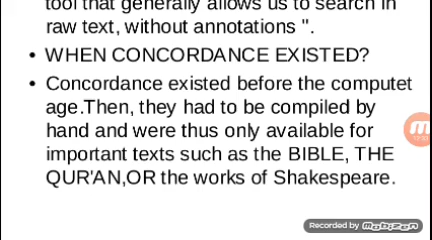 tool that generally allows us to search in
raw text, without annotations ".
• WHEN CONCORDANCE EXISTED?
• Concordance existed before the computet
age.Then, they had to be compiled by
hand and were thus only available for
important texts such as the BIBLE, THE
QUR'AN,OR the works of Shakespeare.
Recorded by mobizen